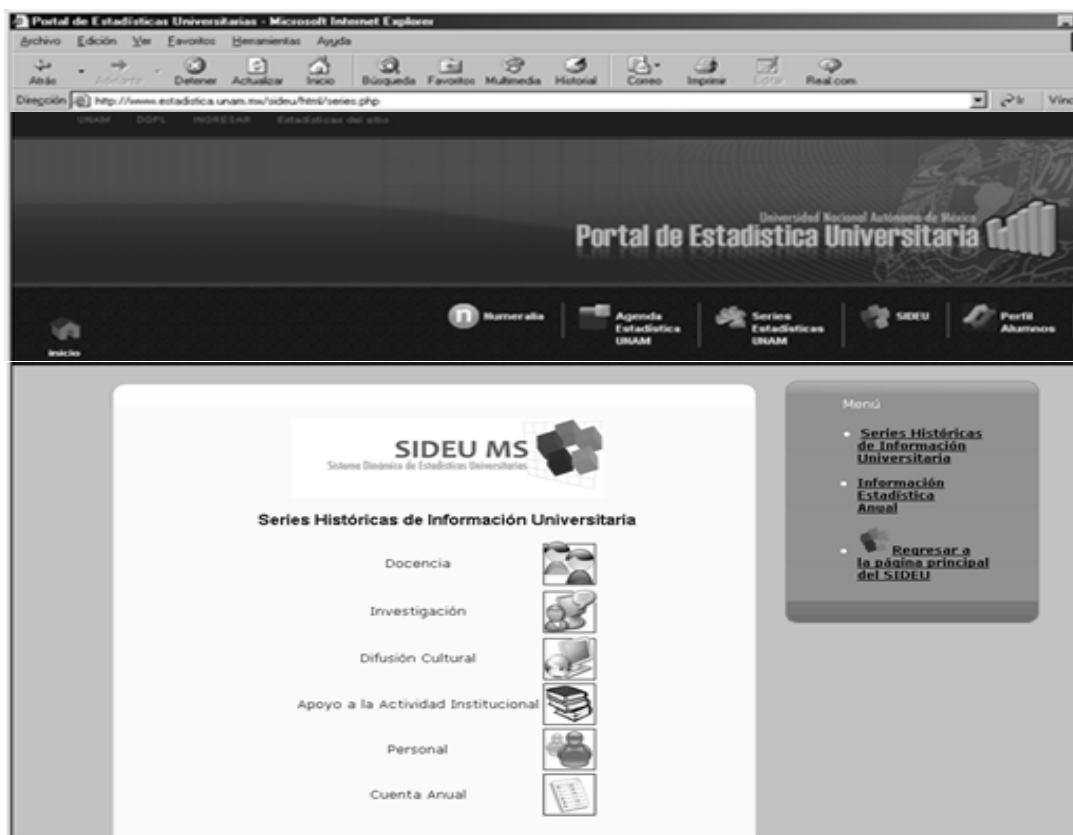 Portal de Estadísticas Universitarias - Microsoft Internet Explorer
Archivo Edición Ver Favoritos Herramientas Ayuda
Atrás Adelante Detener Actualizar Inicio Búsqueda Favoritos Multimedia Historial Correo Imprimir Editar Real.com
Dirección http://www.estadistica.unam.mx/sideu/html/series.php Ir Vínc
UNAM DGPL INGRESAR Estadísticas del sitio
Universidad Nacional Autónoma de México
Portal de Estadística Universitaria
inicio
n Numeralia
Agenda
Estadística
UNAM
Series
Estadísticas
UNAM
SIDEU
Perfil
Alumnos
SIDEU MS
Sistema Dinámico de Estadísticas Universitarias
Series Históricas de Información Universitaria
Docencia
Investigación
Difusión Cultural
Apoyo a la Actividad Institucional
Personal
Cuenta Anual
Menú
Series Históricas
de Información
Universitaria
Información
Estadística
Anual
Regresar a
la página principal
del SIDEU